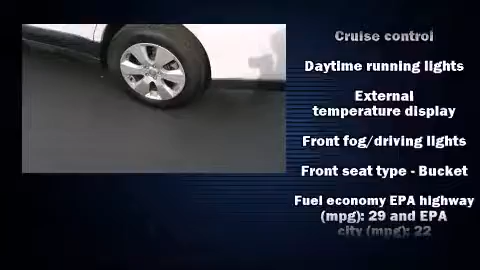 Cruise control
Daytime running lights
External
temperature display
Front fog/driving lights
Front seat type - Bucket
Fuel economy EPA highway
(mpg): 29 and EPA
city (mpg): 22